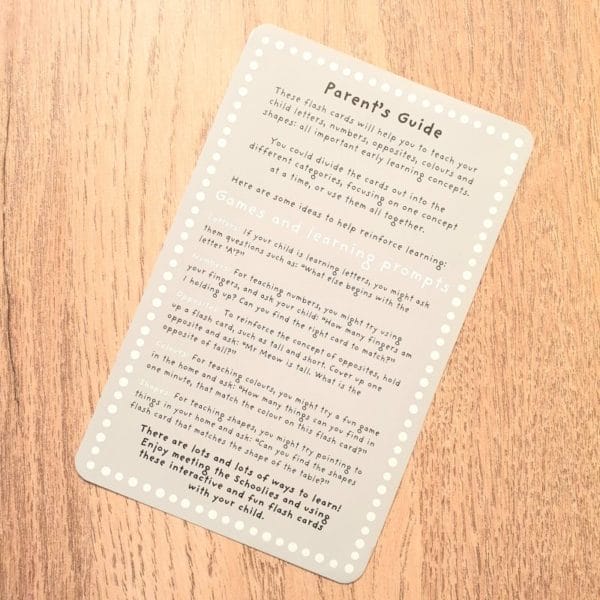 Parent's Guide
These flash cards will help you to teach your
child letters, numbers, opposites, colours and
shapes: all important early learning concepts.
You could divide the cards out into the
different categories, focusing on one concept
at a time, or use them all together.
Here are some ideas to help reinforce learning:
Games and learning prompts
Letters: If your child is learning letters, you might ask
them questions such as: "What else begins with the
letter 'A'?"
Numbers: For teaching numbers, you might try using
your fingers, and ask your child: "How many fingers am
I holding up? Can you find the right card to match?"
Opposites: To reinforce the concept of opposites, hold
up a flash card, such as tall and short. Cover up one
opposite and ask: "Mr Meow is tall. What is the
opposite of tall?"
Colours: For teaching colours, you might try a fun game
in the home and ask: "How many things can you find in
one minute, that match the colour on this flash card?"
Shapes: For teaching shapes, you might try pointing to
things in your home and ask: "Can you find the shapes
flash card that matches the shape of the table?"
There are lots and lots of ways to learn!
Enjoy meeting the Schoolies and using
these interactive and fun flash cards
with your child.